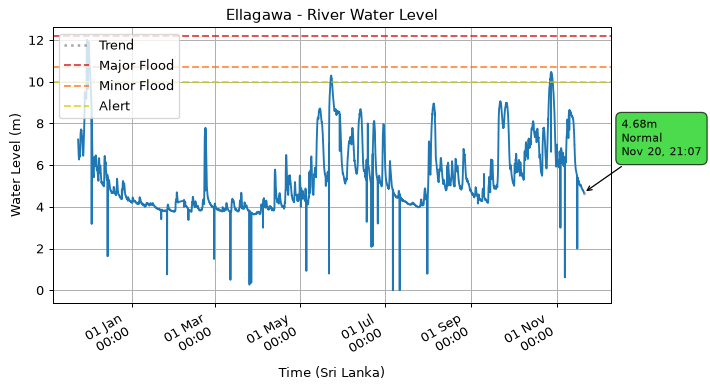 Ellagawa - River Water Level
Water Level (m)
12
10
8
6
4
2
0
Trend
Major Flood
Minor Flood
Alert
4.68m
Normal
Nov 20, 21:07
01 Jan
00:00
01 Mar
00:00
01 May
00:00
01 Jul
00:00
01 Sep
00:00
01 Nov
00:00
Time (Sri Lanka)